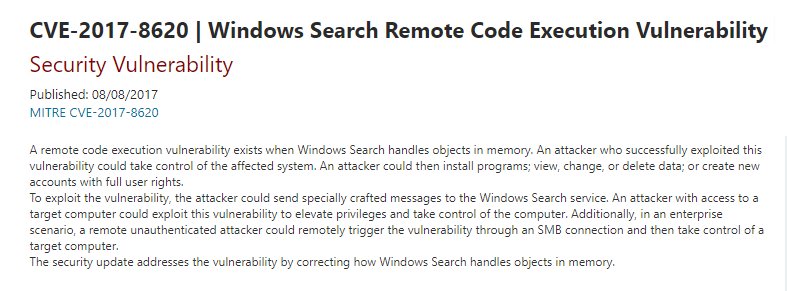 CVE-2017-8620 | Windows Search Remote Code Execution Vulnerability
Security Vulnerability
Published: 08/08/2017
MITRE CVE-2017-8620
A remote code execution vulnerability exists when Windows Search handles objects in memory. An attacker who successfully exploited this
vulnerability could take control of the affected system. An attacker could then install programs; view, change, or delete data; or create new
accounts with full user rights.
To exploit the vulnerability, the attacker could send specially crafted messages to the Windows Search service. An attacker with access to a
target computer could exploit this vulnerability to elevate privileges and take control of the computer. Additionally, in an enterprise
scenario, a remote unauthenticated attacker could remotely trigger the vulnerability through an SMB connection and then take control of a
target computer.
The security update addresses the vulnerability by correcting how Windows Search handles objects in memory.